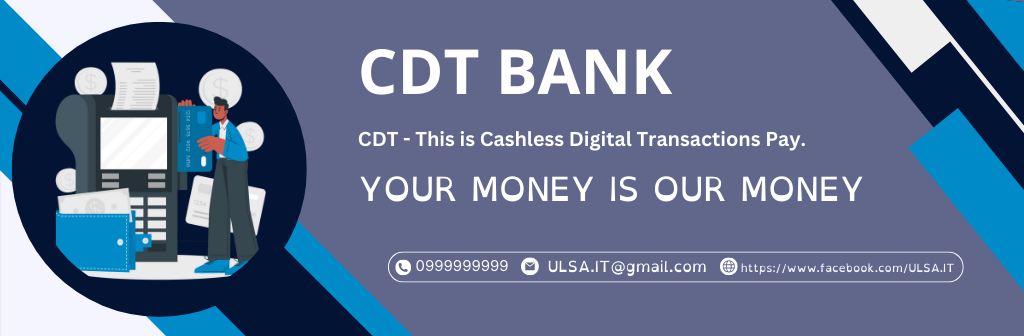 CDT BANK
CDT - This is Cashless Digital Transactions Pay.
YOUR MONEY IS OUR MONEY
0999999999 ULSA.IT@gmail.com https://www.facebook.com/ULSA.IT